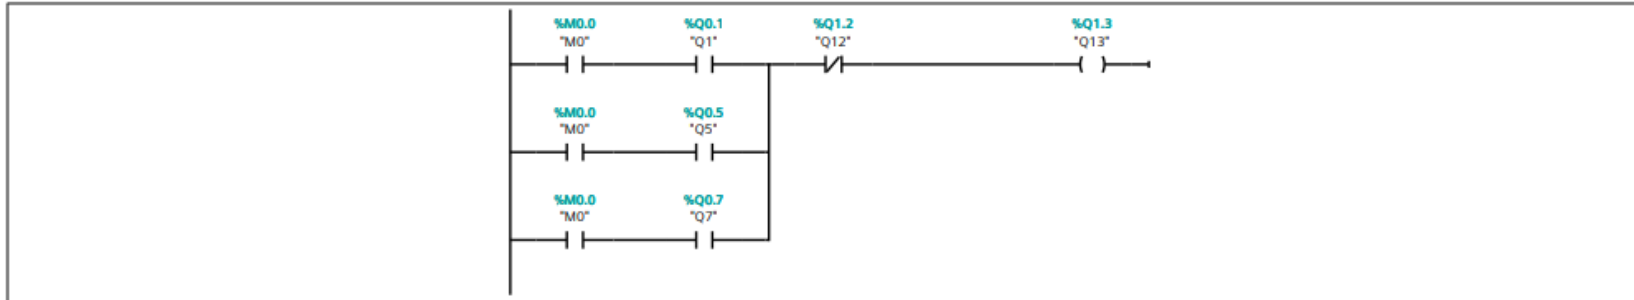 %M0.0 %Q0.1 %Q1.2 %Q1.3
"M0" "Q1" "Q12" "Q13"
%M0.0 %Q0.5
"M0" "Q5"
%M0.0 %Q0.7
"M0" "Q7"